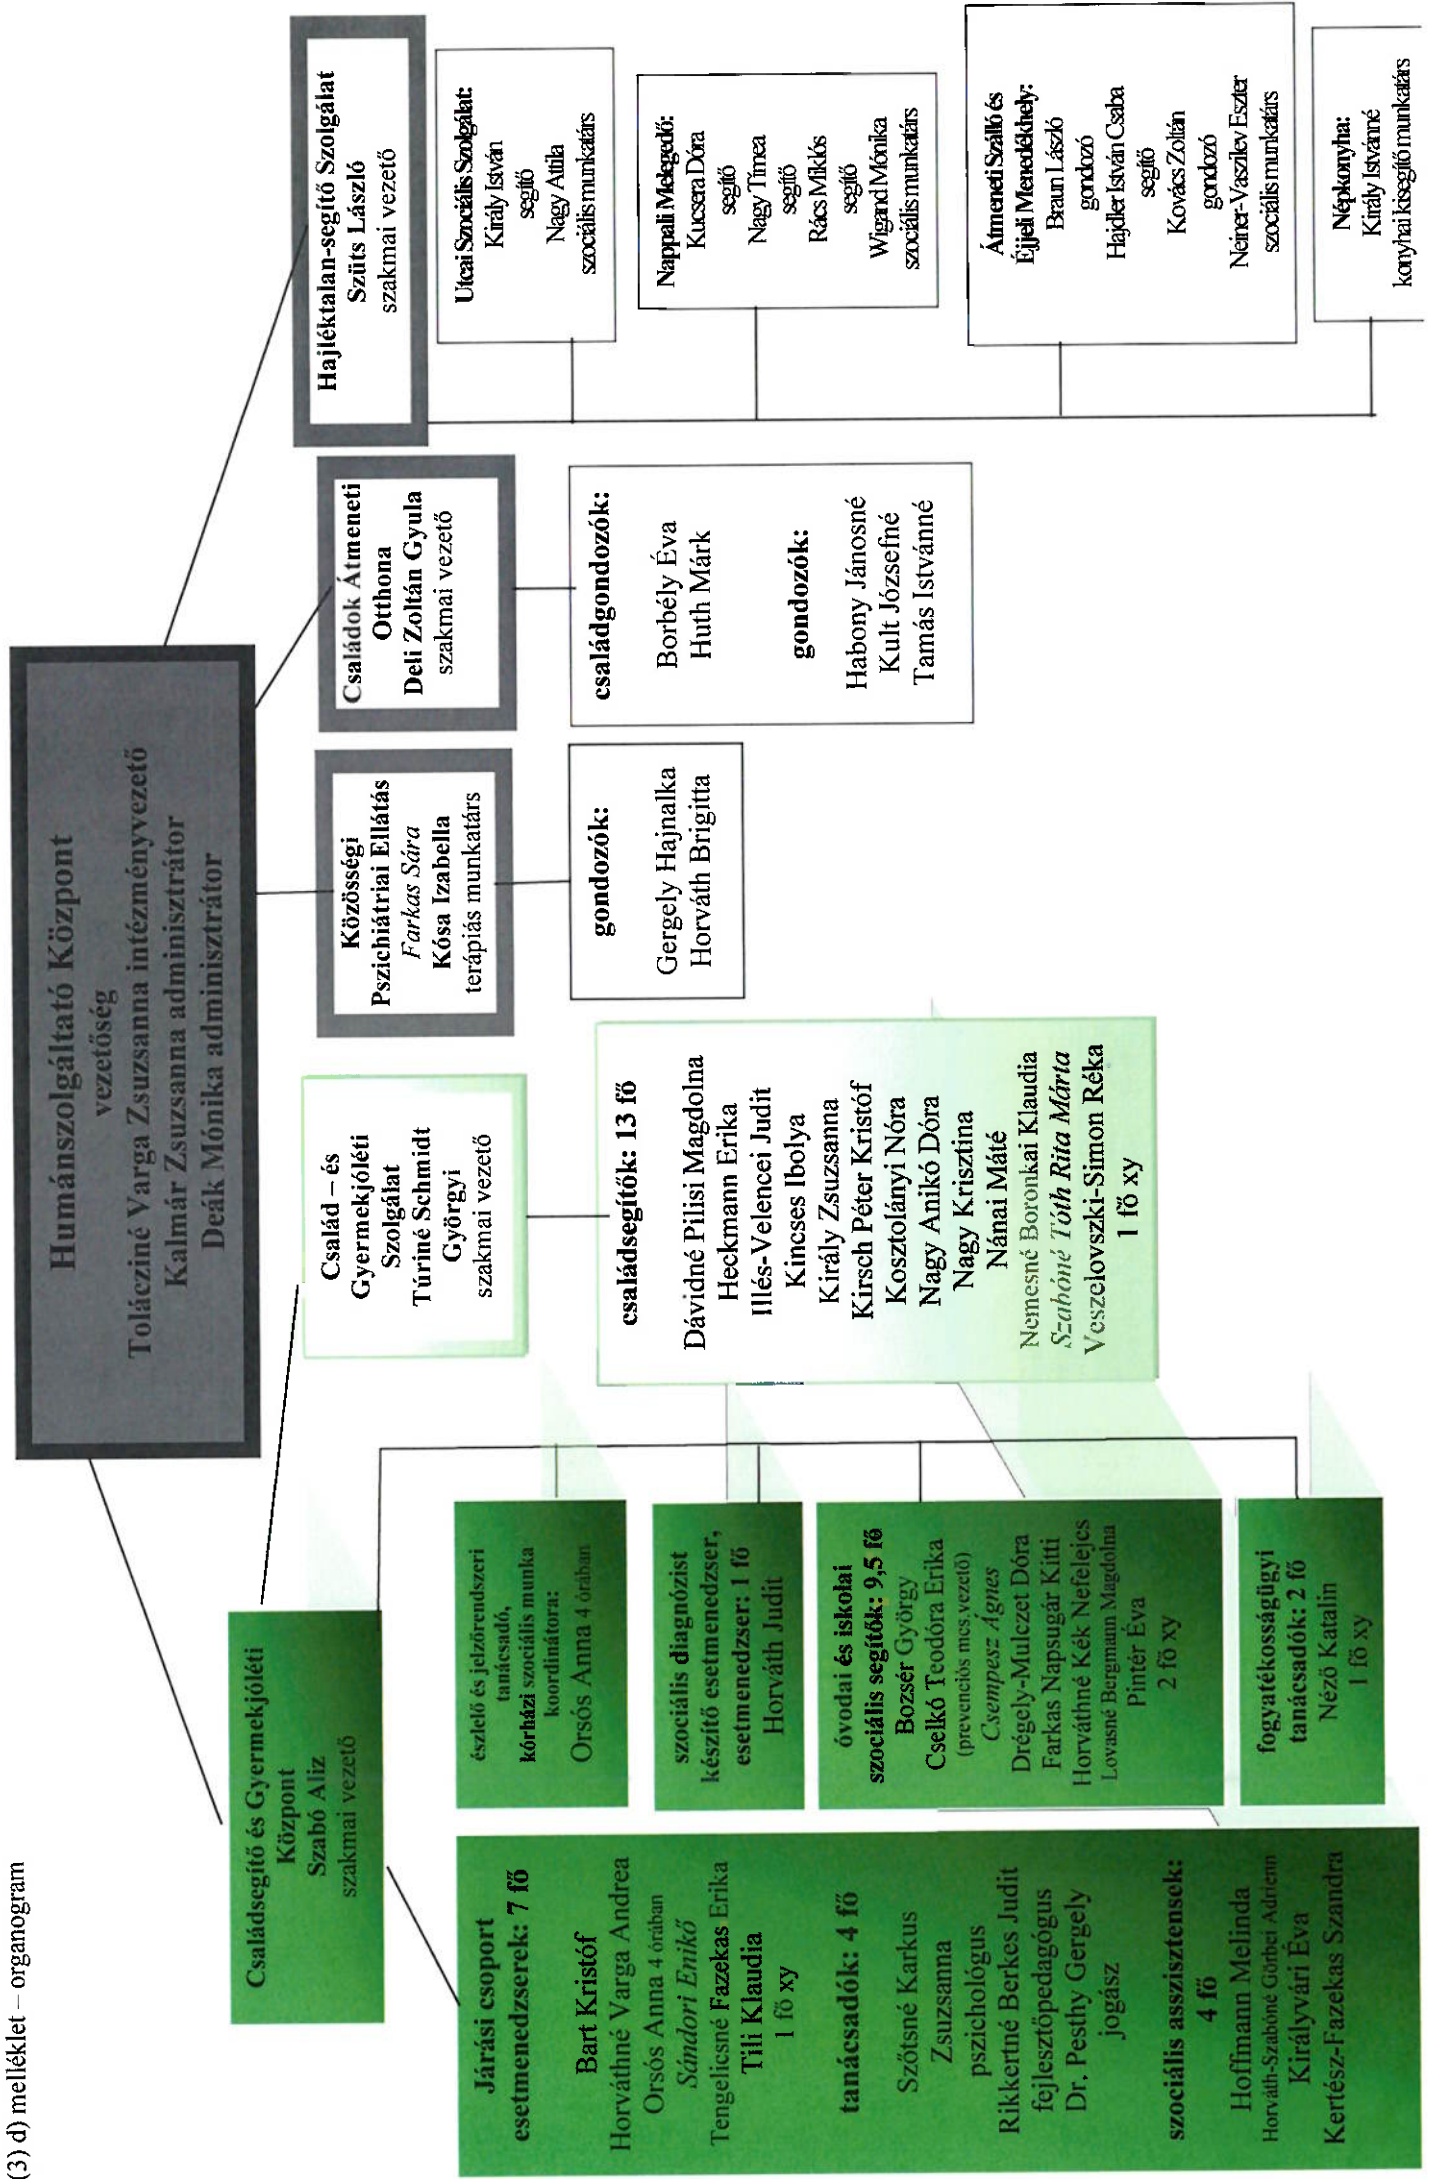 (3) d) melléklet – organogram
Humánszolgáltató Központ
vezetőség
Tolácziné Varga Zsuzsanna intézményvezető
Kalmár Zsuzsanna adminisztrátor
Deák Mónika adminisztrátor
Családsegítő és Gyermekjóléti
Központ
Szabó Aliz
szakmai vezető
Család – és
Gyermekjóléti
Szolgálat
Túriné Schmidt
Györgyi
szakmai vezető
Közösségi
Pszichiátriai Ellátás
Farkas Sára
Kósa Izabella
terápiás munkatárs
Családok Átmeneti
Otthona
Deli Zoltán Gyula
szakmai vezető
Hajléktalan-segítő Szolgálat
Szüts László
szakmai vezető
Járási csoport
esetmenedzserek: 7 fő
Bart Kristóf
Horváthné Varga Andrea
Orsós Anna 4 órában
Sándori Enikő
Tengelicsné Fazekas Erika
Tili Klaudia
1 fő xy
tanácsadók: 4 fő
Szőtsné Karkus
Zsuzsanna
pszichológus
Rikkertné Berkes Judit
fejlesztőpedagógus
Dr. Pesthy Gergely
jogász
szociális asszisztensek:
4 fő
Hoffmann Melinda
Horváth-Szabóné Görbei Adrienn
Királyvári Éva
Kertész-Fazekas Szandra
észlelő és jelzőrendszeri
tanácsadó,
kórházi szociális munka
koordinátora:
Orsós Anna 4 órában
szociális diagnózist
készítő esetmenedzser,
esetmenedzser: 1 fő
Horváth Judit
óvodai és iskolai
szociális segítők: 9,5 fő
Bozsér György
Cselkó Teodóra Erika
(prevenciós mcs.vezető)
Csempesz Ágnes
Drégely-Mulczet Dóra
Farkas Napsugár Kitti
Horváthné Kék Nefelejcs
Lovasné Bergmann Magdolna
Pintér Éva
2 fő xy
fogyatékosságügyi
tanácsadók: 2 fő
Néző Katalin
1 fő xy
családsegítők: 13 fő
Dávidné Pilisi Magdolna
Heckmann Erika
Illés-Velencei Judit
Kincses Ibolya
Király Zsuzsanna
Kirsch Péter Kristóf
Kosztolányi Nóra
Nagy Anikó Dóra
Nagy Krisztina
Nánai Máté
Nemesné Boronkai Klaudia
Szabóné Tóth Rita Márta
Veszelovszki-Simon Réka
1 fő xy
gondozók:
Gergely Hajnalka
Horváth Brigitta
családgondozók:
Borbély Éva
Huth Márk
gondozók:
Habony Jánosné
Kult Józsefné
Tamás Istvánné
Utcai Szociális Szolgálat:
Király István
segítő
Nagy Attila
szociális munkatárs
Nappali Melegedő:
Kucsera Dóra
segítő
Nagy Tímea
segítő
Rács Miklós
segítő
Wigand Mónika
szociális munkatárs
Átmeneti Szálló és
Éjjeli Menedékhely:
Braun László
gondozó
Hajdler István Csaba
segítő
Kovács Zoltán
gondozó
Neiner-Vaszilev Eszter
szociális munkatárs
Népkonyha:
Király Istvánné
konyhai kisegítő munkatárs